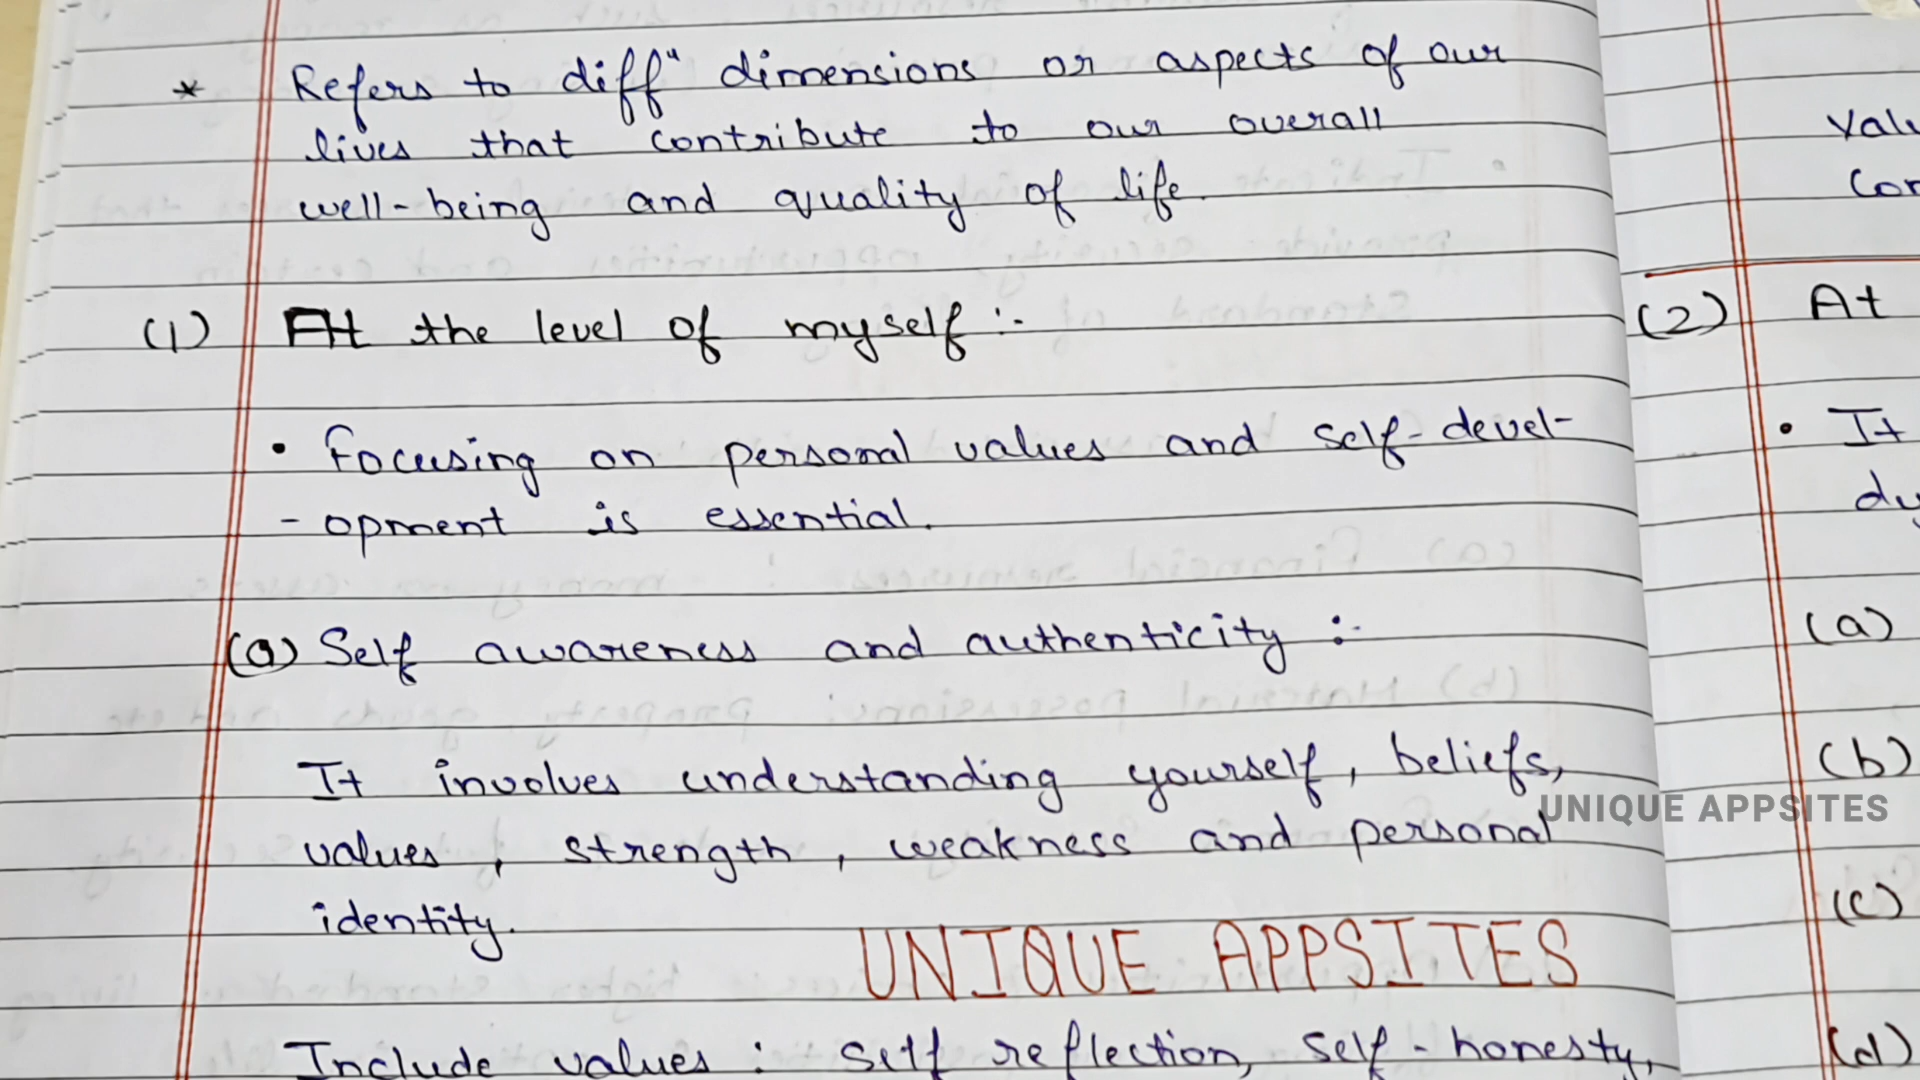 * Refers to diff" dimensions or aspects of our
lives that contribute to our overall
well-being and quality of life.
(1) At the level of myself :-
• focusing on personal values and self-devel-
- opment is essential.
(a) Self awareness and authenticity :-
It involves understanding yourself, beliefs,
values, strength, weakness and personal
identity.
UNIQUE APPSITES
Include values : self reflection, self-honesty,
(2) At
• It
(a)
(b)
UNIQUE APPSITES
(c)
(d)